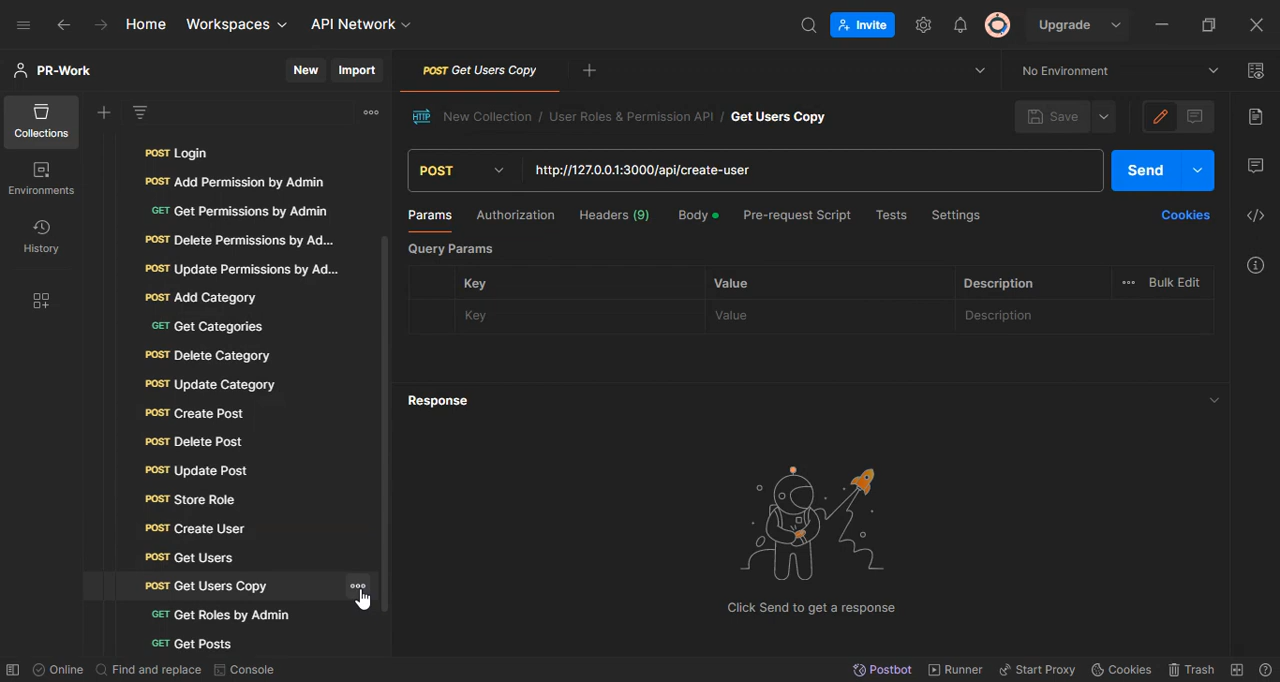 Home Workspaces API Network Invite Upgrade
PR-Work New Import POST Get Users Copy No Environment
Collections
Environments
History
POST Login
POST Add Permission by Admin
GET Get Permissions by Admin
POST Delete Permissions by Ad...
POST Update Permissions by Ad...
POST Add Category
GET Get Categories
POST Delete Category
POST Update Category
POST Create Post
POST Delete Post
POST Update Post
POST Store Role
POST Create User
POST Get Users
POST Get Users Copy
GET Get Roles by Admin
GET Get Posts
HTTP New Collection / User Roles & Permission API / Get Users Copy Save
POST http://127.0.0.1:3000/api/create-user Send
Params Authorization Headers (9) Body Pre-request Script Tests Settings Cookies
Query Params
Key Value Description Bulk Edit
Key Value Description
Response
Click Send to get a response
Online Find and replace Console Postbot Runner Start Proxy Cookies Trash